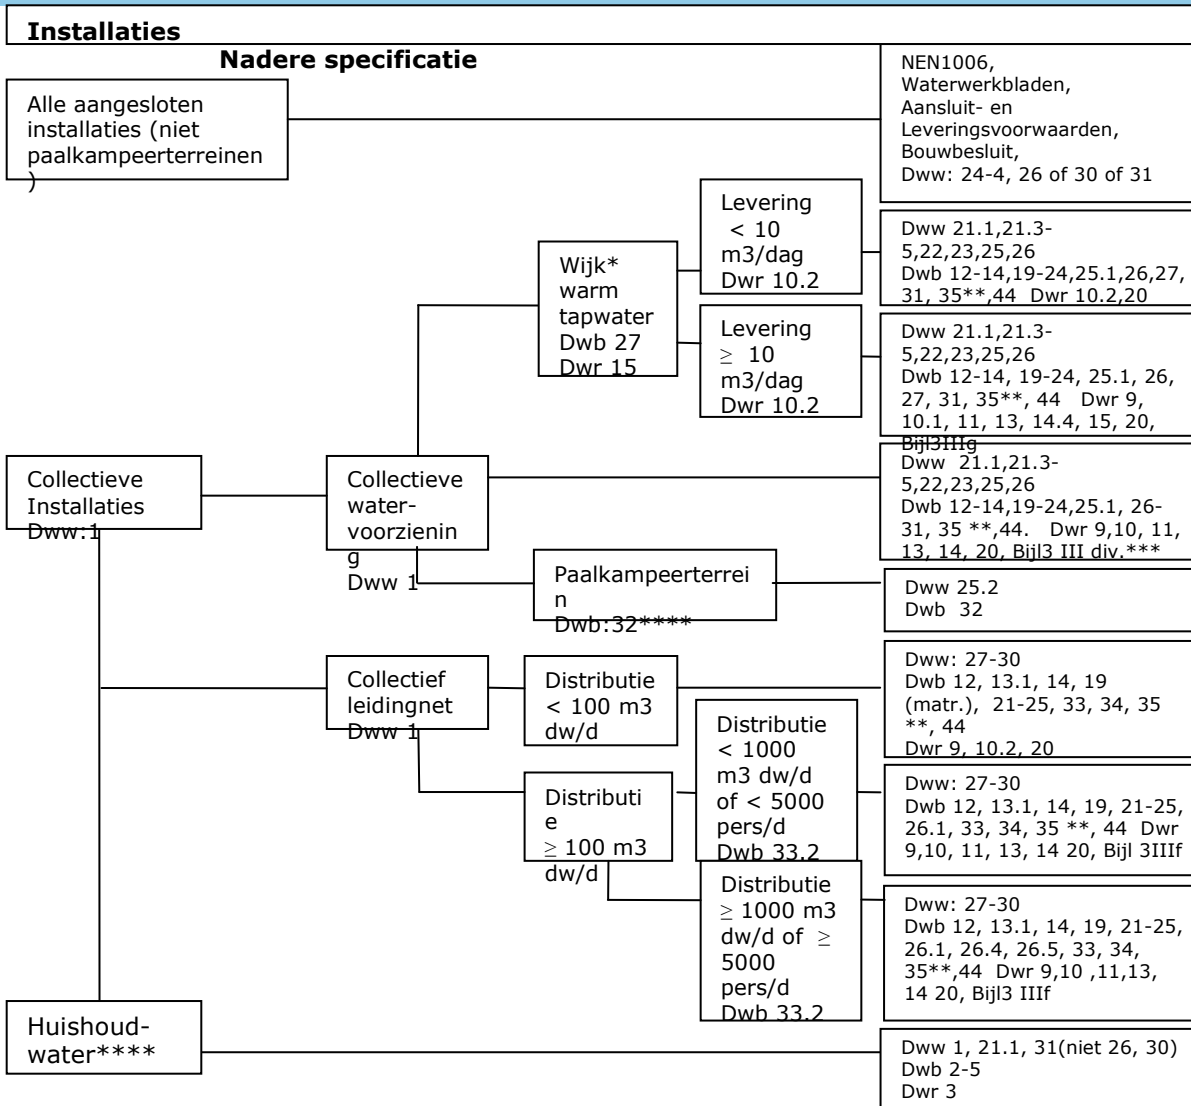 Installaties
Nadere specificatie
Alle aangesloten
installaties (niet
paalkampeerterreinen
)
NEN1006,
Waterwerkbladen,
Aansluit- en
Leveringsvoorwaarden,
Bouwbesluit,
Dww: 24-4, 26 of 30 of 31
Levering
< 10
m3/dag
Dwr 10.2
Dww 21.1,21.3-
5,22,23,25,26
Dwb 12-14,19-24,25.1,26,27,
31, 35**,44 Dwr 10.2,20
Wijk*
warm
tapwater
Dwb 27
Dwr 15
Levering
≥ 10
m3/dag
Dwr 10.2
Dww 21.1,21.3-
5,22,23,25,26
Dwb 12-14, 19-24, 25.1, 26,
27, 31, 35**, 44 Dwr 9,
10.1, 11, 13, 14.4, 15, 20,
Bijl3IIIg
Collectieve
Installaties
Dww:1
Collectieve
water-
voorzienin
g
Dww 1
Dww 21.1,21.3-
5,22,23,25,26
Dwb 12-14,19-24,25.1, 26-
31, 35 **,44. Dwr 9,10, 11,
13, 14, 20, Bijl3 III div.***
Paalkampeerterrei
n
Dwb:32****
Dww 25.2
Dwb 32
Collectief
leidingnet
Dww 1
Distributie
< 100 m3
dw/d
Dww: 27-30
Dwb 12, 13.1, 14, 19
(matr.), 21-25, 33, 34, 35
**, 44
Dwr 9, 10.2, 20
Distributi
e
≥ 100 m3
dw/d
Distributie
< 1000
m3 dw/d
of < 5000
pers/d
Dwb 33.2
Dww: 27-30
Dwb 12, 13.1, 14, 19, 21-25,
26.1, 33, 34, 35 **, 44 Dwr
9,10, 11, 13, 14 20, Bijl 3IIIf
Distributie
≥ 1000 m3
dw/d of ≥
5000
pers/d
Dwb 33.2
Dww: 27-30
Dwb 12, 13.1, 14, 19, 21-25,
26.1, 26.4, 26.5, 33, 34,
35**,44 Dwr 9,10 ,11,13,
14 20, Bijl3 IIIf
Huishoud-
water****
Dww 1, 21.1, 31(niet 26, 30)
Dwb 2-5
Dwr 3